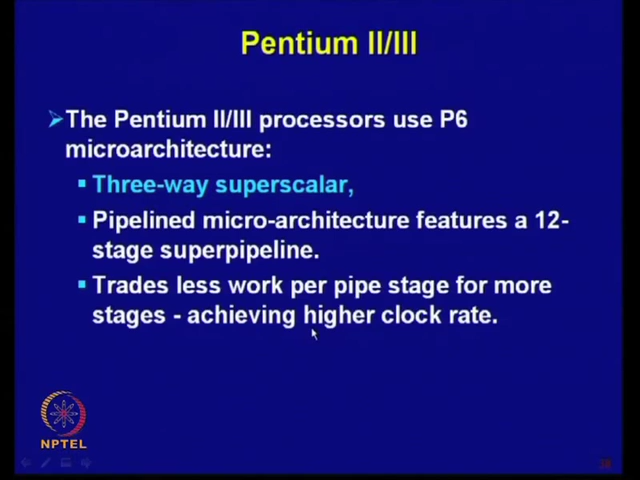 Pentium II/III
The Pentium II/III processors use P6
microarchitecture:
Three-way superscalar,
Pipelined micro-architecture features a 12-
stage superpipeline.
Trades less work per pipe stage for more
stages - achieving higher clock rate.
NPTEL